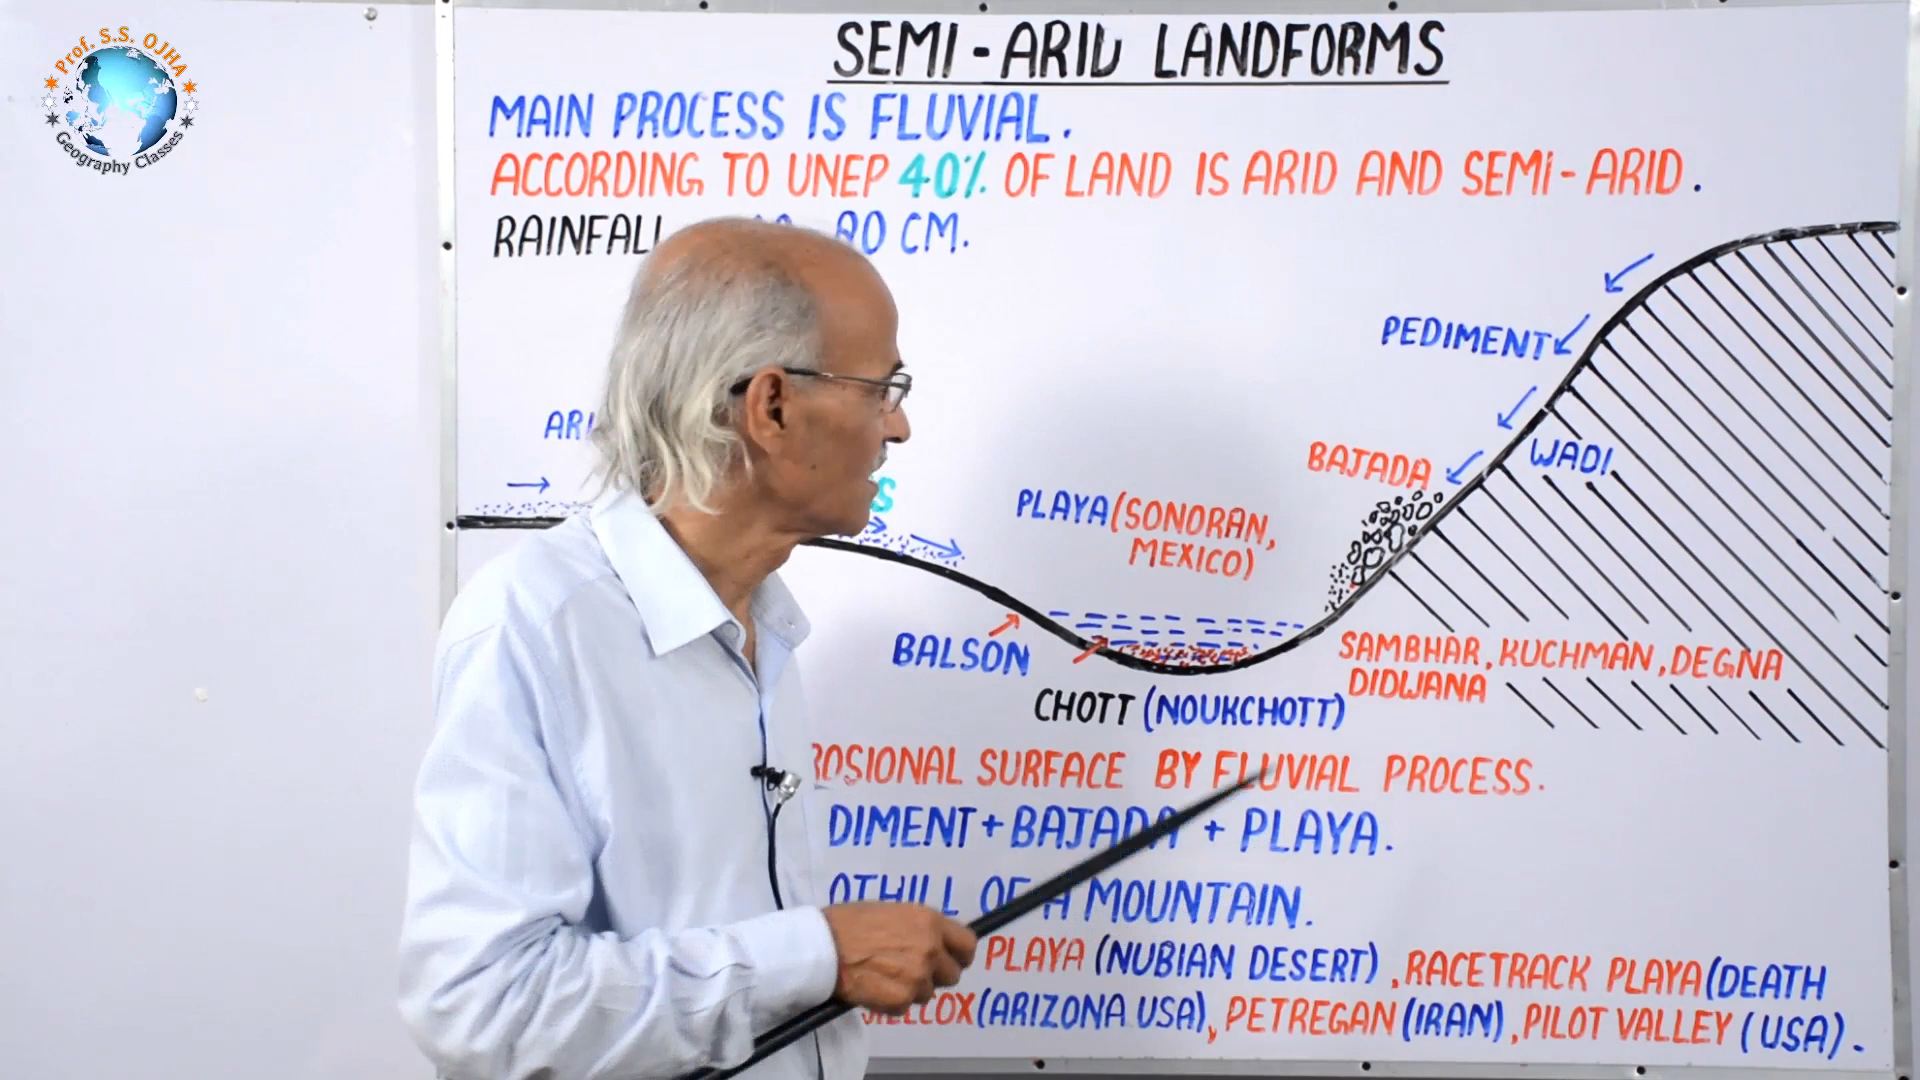 Prof. S.S. OJHA
Geography Classes
SEMI-ARID LANDFORMS
MAIN PROCESS IS FLUVIAL.
ACCORDING TO UNEP 40% OF LAND IS ARID AND SEMI-ARID.
RAINFALL CM.
PEDIMENT
BAJADA
WADI
PLAYA (SONORAN,
MEXICO)
BALSON
SAMBHAR, KUCHMAN, DEGNA
DIDWANA
CHOTT (NOUKCHOTT)
SURFACE BY FLUVIAL PROCESS.
+ BAJADA + PLAYA.
OF A MOUNTAIN.
PLAYA (NUBIAN DESERT), RACETRACK PLAYA (DEATH
(ARIZONA USA), PETREGAN (IRAN), PILOT VALLEY (USA).